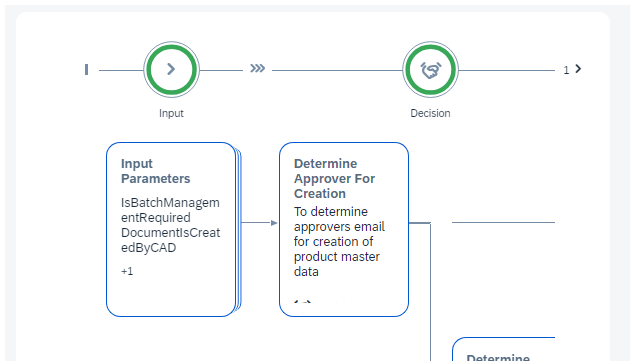 1
Input
Decision
Input
Parameters
IsBatchManagem
entRequired
DocumentIsCreat
edByCAD
+1
Determine
Approver For
Creation
To determine
approvers email
for creation of
product master
data
Determine